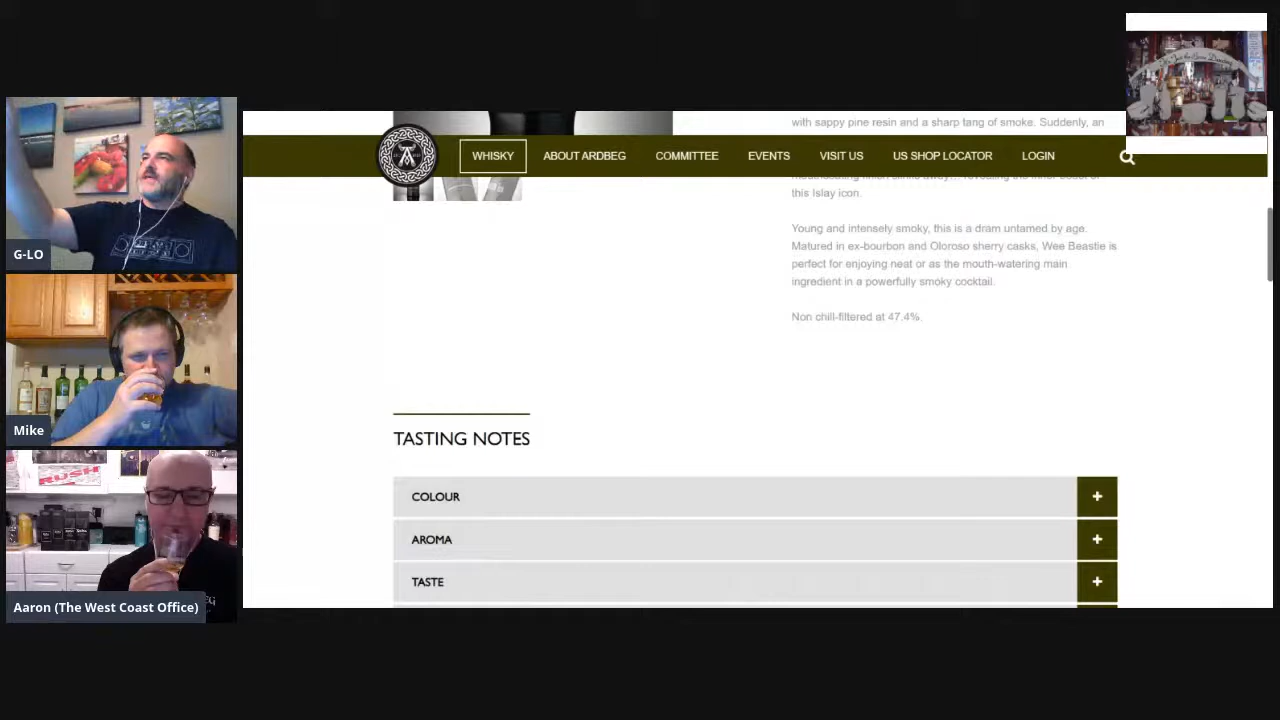 with sappy pine resin and a sharp tang of smoke. Suddenly, an
WHISKY
ABOUT ARDBEG
COMMITTEE
EVENTS
VISIT US
US SHOP LOCATOR
LOGIN
this Islay icon.
Young and intensely smoky, this is a dram untamed by age.
Matured in ex-bourbon and Oloroso sherry casks, Wee Beastie is
perfect for enjoying neat or as the mouth-watering main
ingredient in a powerfully smoky cocktail.
Non chill-filtered at 47.4%.
TASTING NOTES
COLOUR
AROMA
TASTE
G-LO
Mike
RUSH
Aaron (The West Coast Office)